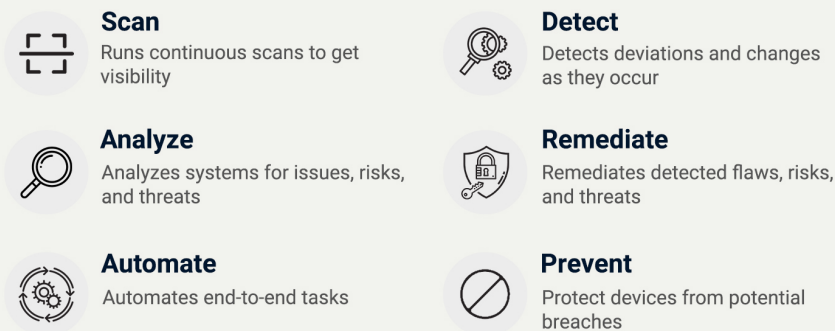 Scan
Runs continuous scans to get
visibility
Detect
Detects deviations and changes
as they occur
Analyze
Analyzes systems for issues, risks,
and threats
Remediate
Remediates detected flaws, risks,
and threats
Automate
Automates end-to-end tasks
Prevent
Protect devices from potential
breaches